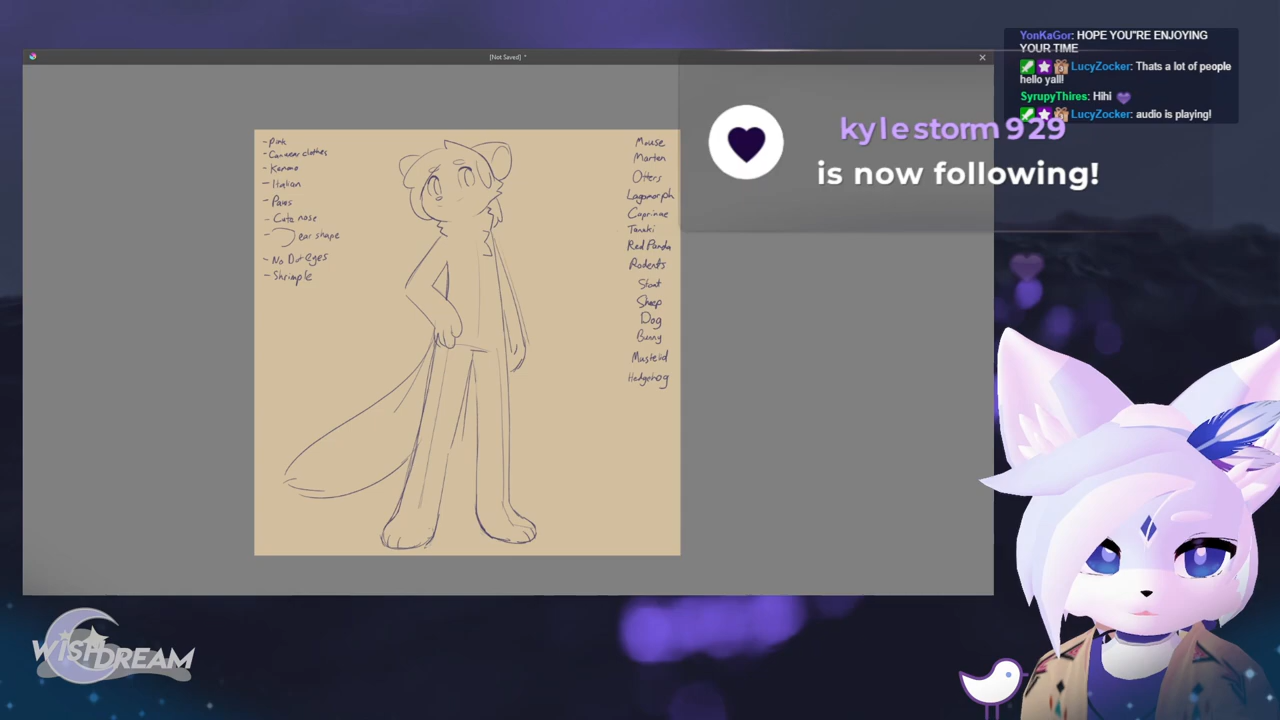 [Not Saved] *
YonKaGor: HOPE YOU"RE ENJOYING
YOUR TIME
LucyZocker: Thats a lot of people
hello yall!
SyrupyThires: Hihi
LucyZocker: audio is playing!
kylestorm929
is now following!
- Pink
- Can wear clothes
- Kemono
- Italian
- Paws
- Cute nose
- ear shape
- No Dot eyes
- Shrimple
Mouse
Marten
Otters
Lagomorph
Caprinae
Tanuki
Red Panda
Rodents
Stoat
Sheep
Dog
Bunny
Mustelid
Hedgehog
WISHDREAM